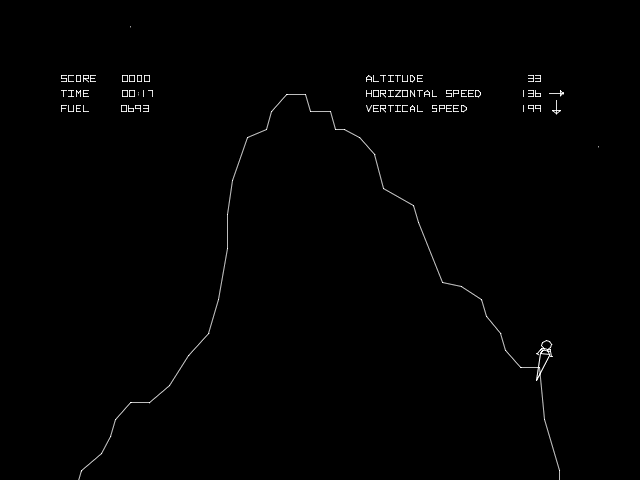 SCORE 0000
TIME 00:17
FUEL 0693
ALTITUDE 33
HORIZONTAL SPEED 136 →
VERTICAL SPEED 199 ↓